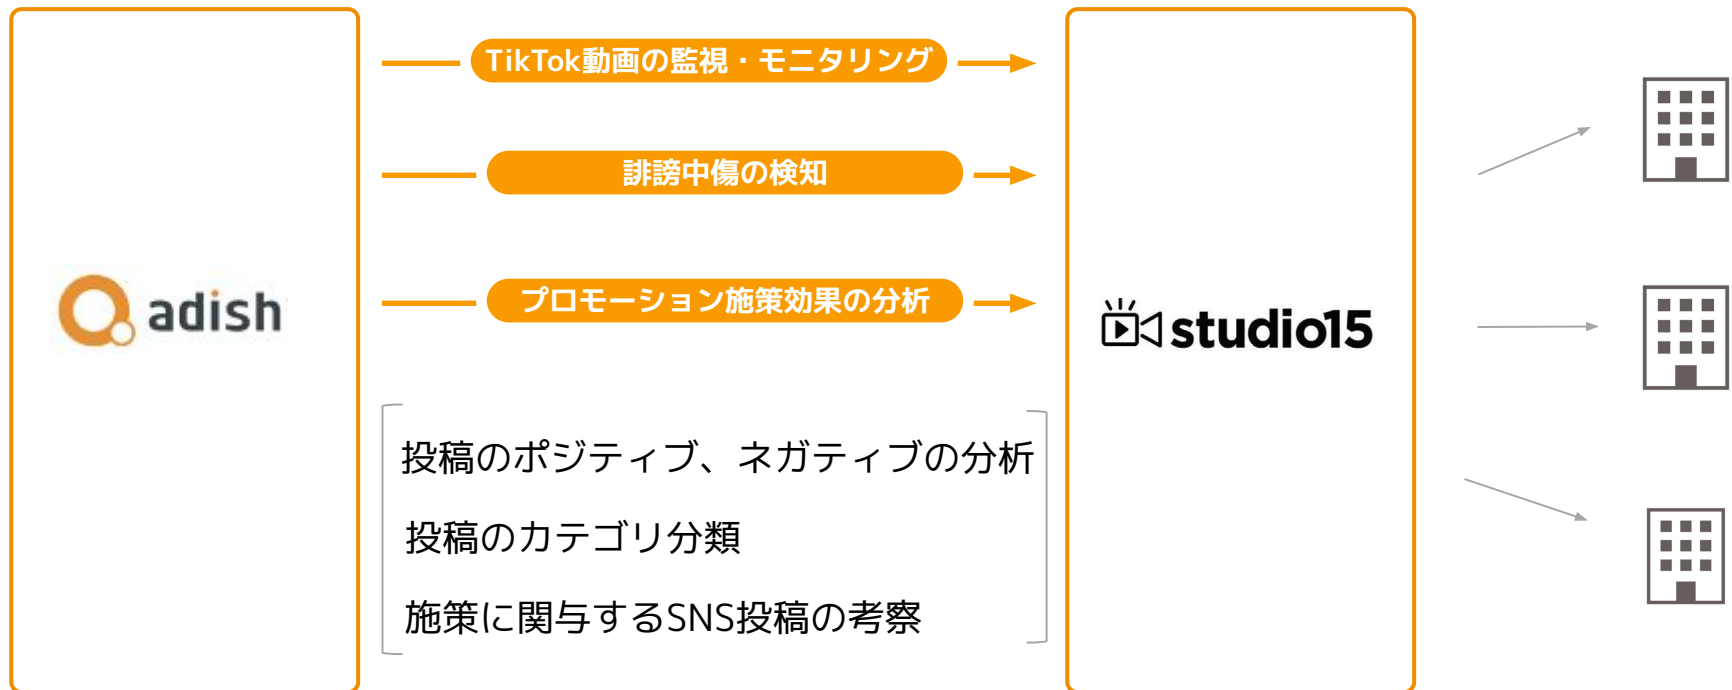 TikTok動画の監視・モニタリング
誹謗中傷の検知
プロモーション施策効果の分析
adish
studio15
投稿のポジティブ、ネガティブの分析
投稿のカテゴリ分類
施策に関与するSNS投稿の考察